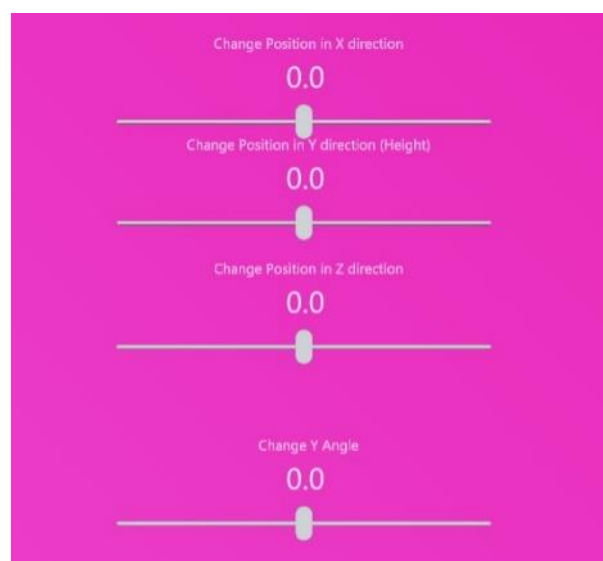 Change Position in X direction
0.0
Change Position in Y direction (Height)
0.0
Change Position in Z direction
0.0
Change Y Angle
0.0